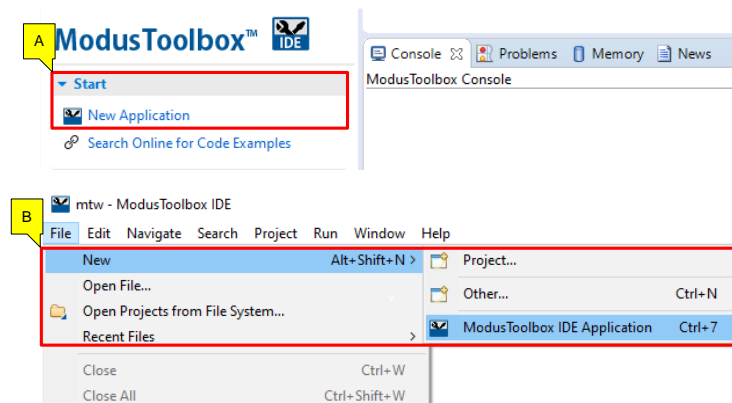 A
ModusToolbox™ IDE
Start
New Application
Search Online for Code Examples
Console Problems Memory News
ModusToolbox Console
B
mtw - ModusToolbox IDE
File Edit Navigate Search Project Run Window Help
New Alt+Shift+N >
Open File...
Open Projects from File System...
Recent Files >
Close Ctrl+W
Close All Ctrl+Shift+W
Project...
Other... Ctrl+N
ModusToolbox IDE Application Ctrl+7